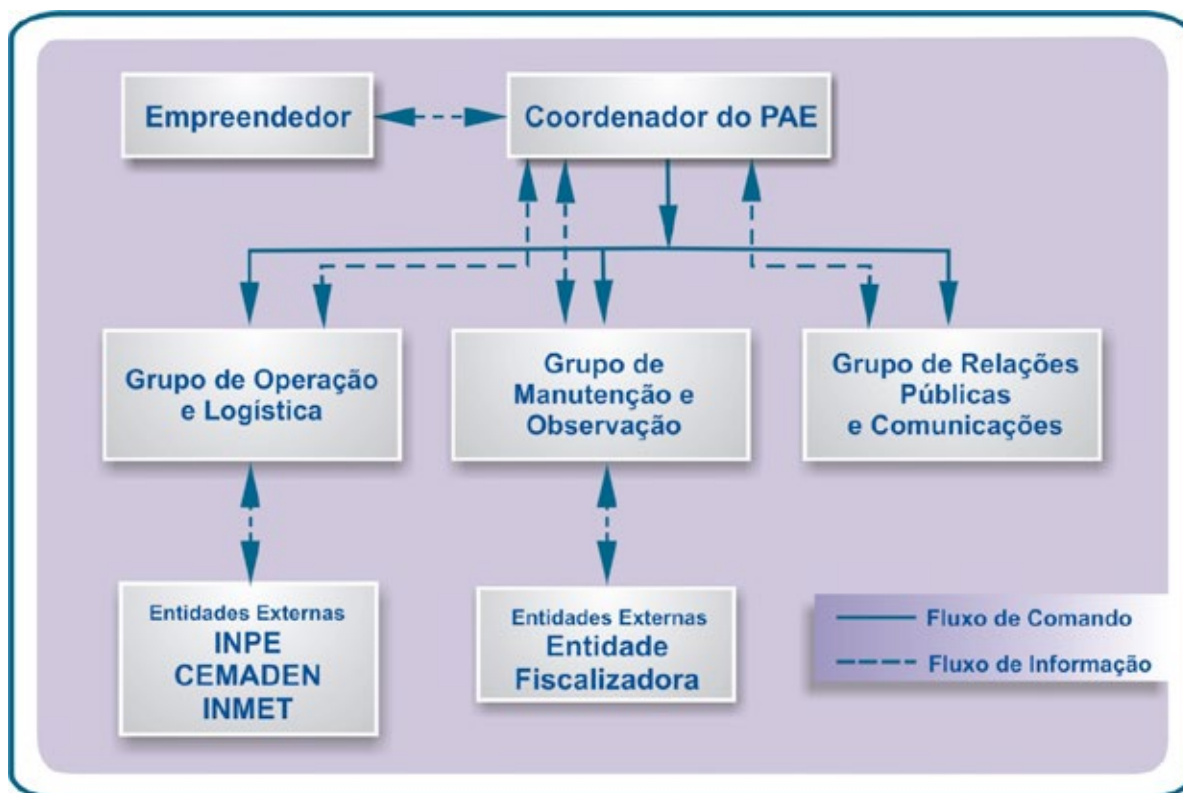 Empreendedor
Coordenador do PAE
Grupo de Operação
e Logística
Grupo de
Manutenção e
Observação
Grupo de Relações
Públicas
e Comunicações
Entidades Externas
INPE
CEMADEN
INMET
Entidades Externas
Entidade
Fiscalizadora
Fluxo de Comando
Fluxo de Informação